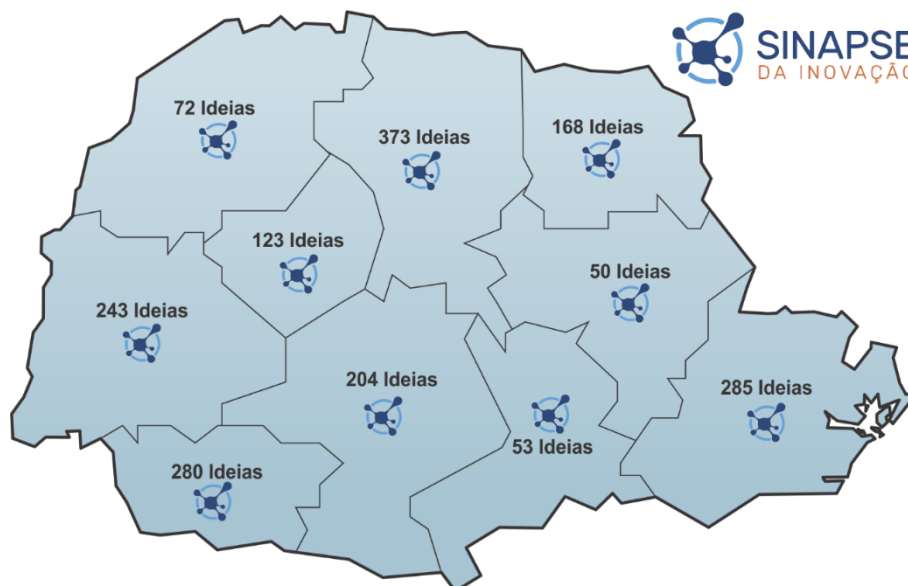 SINAPSE
DA INOVAÇÃO
72 Ideias
373 Ideias
168 Ideias
123 Ideias
50 Ideias
243 Ideias
204 Ideias
53 Ideias
285 Ideias
280 Ideias